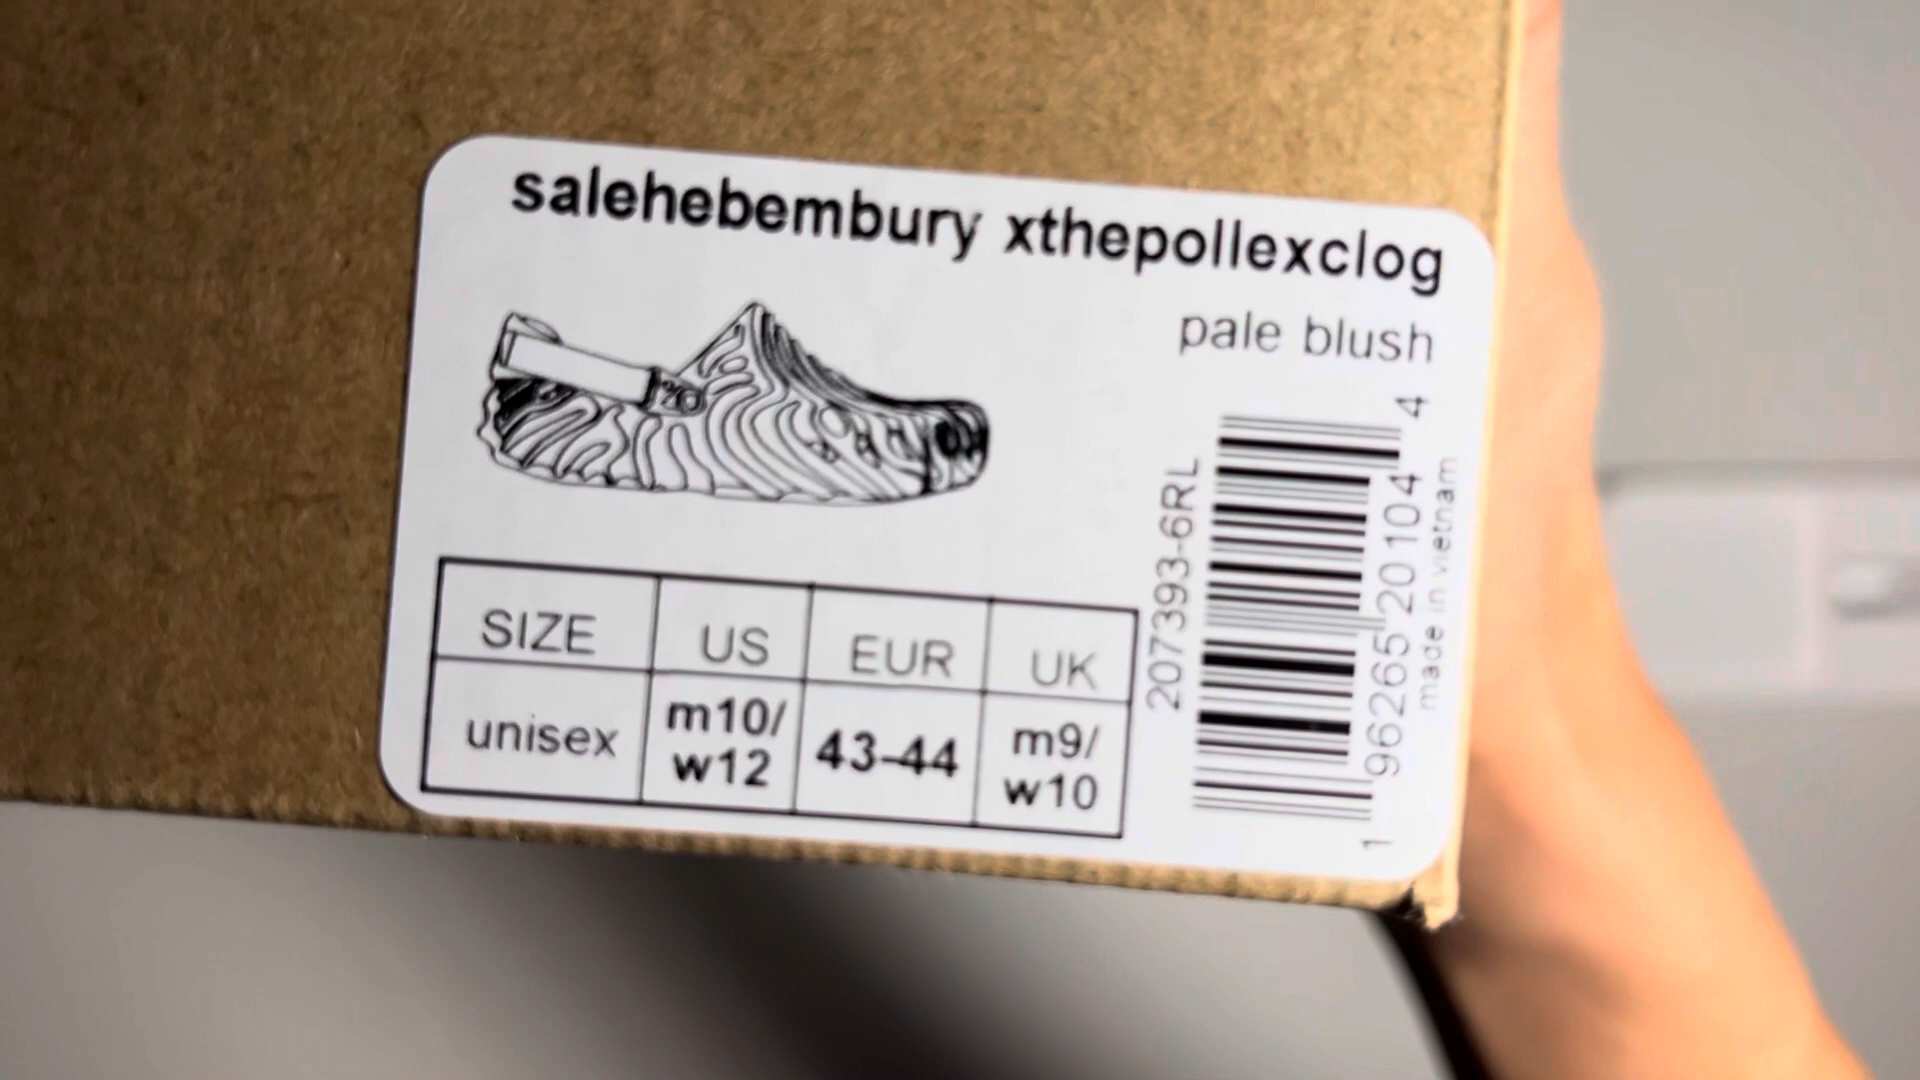 salehebembury xthepollexclog
pale blush
SIZE US EUR UK
unisex m10/ w12 43-44 m9/ w10
207393-6RL
1 96265 20104 4
made in vietnam